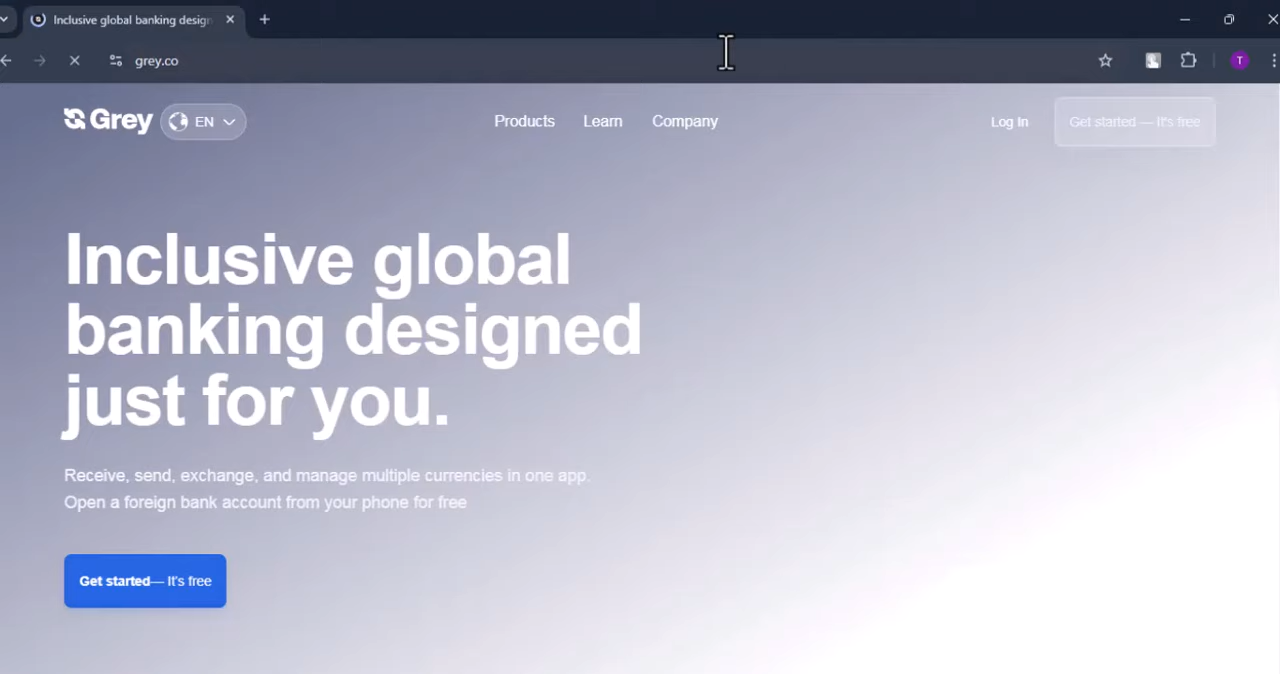 Inclusive global banking design
grey.co
T
Grey
EN
Products
Learn
Company
Log In
Get started — It's free
Inclusive global
banking designed
just for you.
Receive, send, exchange, and manage multiple currencies in one app.
Open a foreign bank account from your phone for free
Get started— It's free